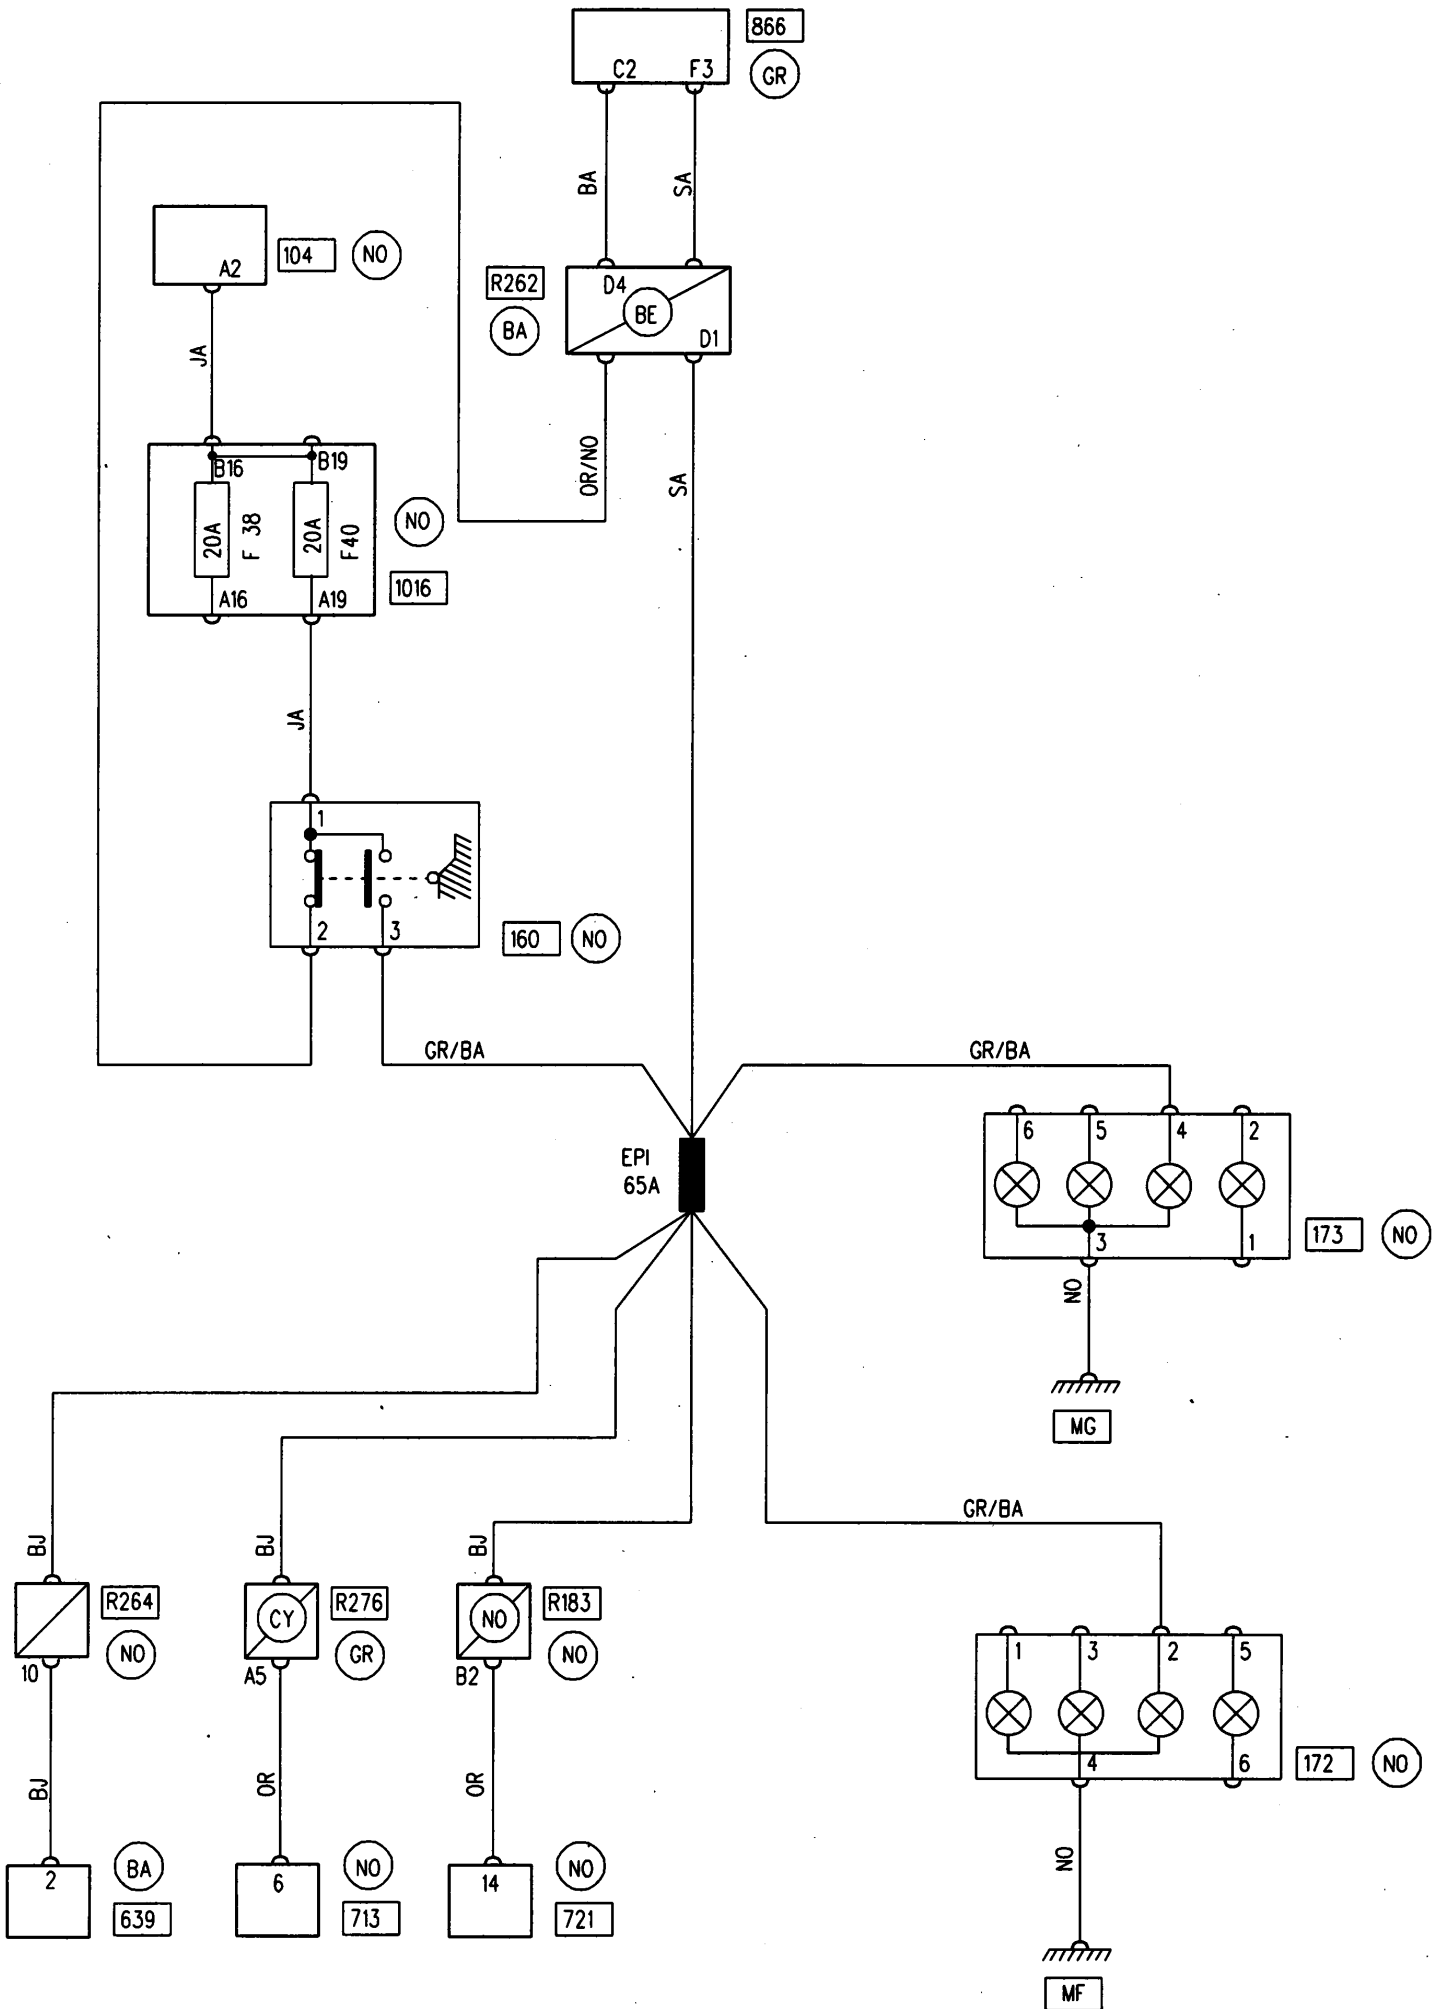 866
C2 F3
GR
BA
SA
104
NO
A2
R262
D4
BE
BA
D1
JA
B16
B19
OR/NO
SA
20A
F 38
20A
F40
NO
1016
A16
A19
JA
1
2
3
160
NO
GR/BA
GR/BA
6 5 4 2
EPI
65A
3
1
173
NO
NO
MG
GR/BA
BJ
BJ
BJ
R264
CY
R276
NO
R183
NO
GR
NO
10
A5
B2
1 3 2 5
4
6
172
NO
BJ
OR
OR
NO
2
BA
639
6
NO
713
14
NO
721
MF